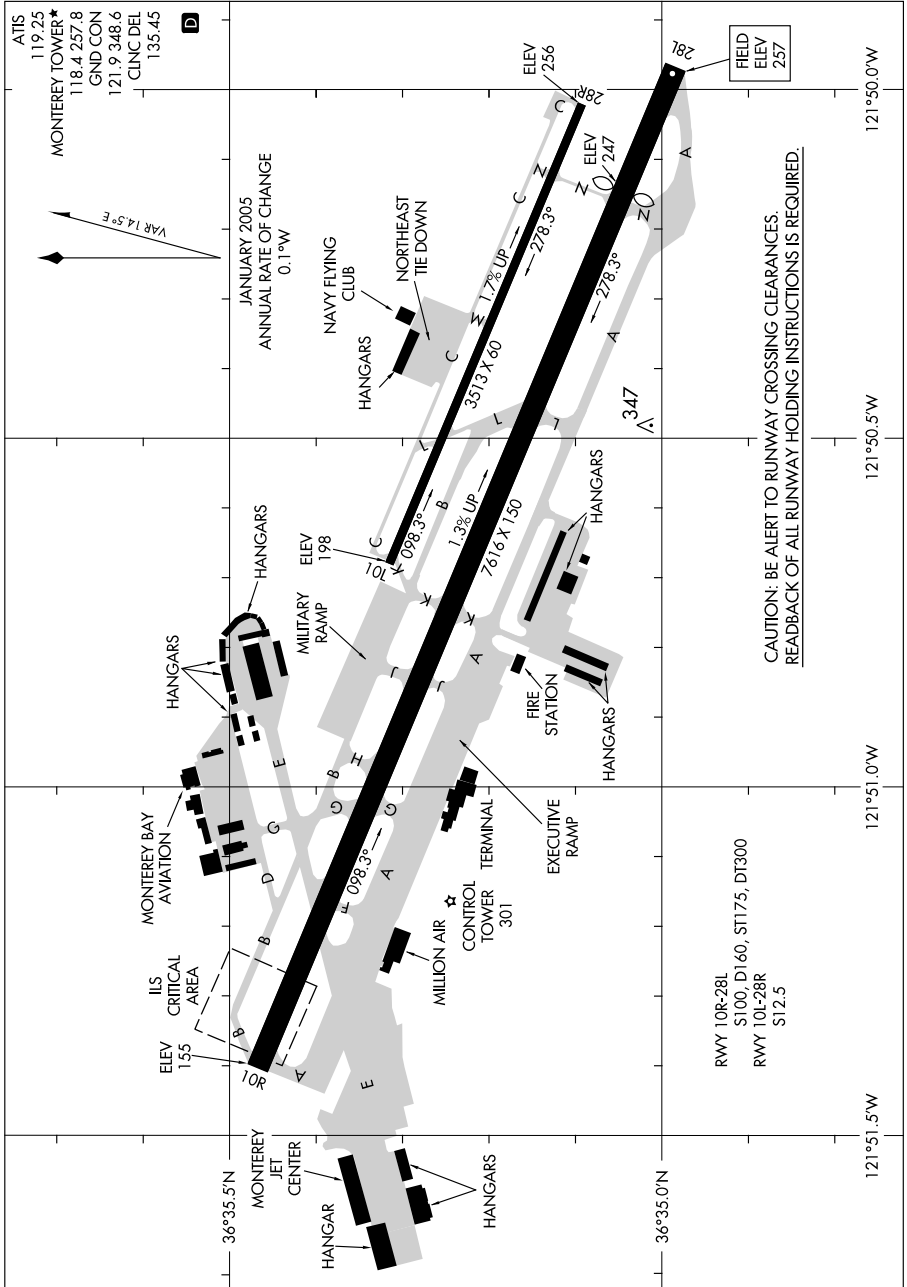 ATIS
119.25
MONTEREY TOWER★
118.4 257.8
GND CON
121.9 348.6
CLNC DEL
135.45
D
VAR 14.5° E
JANUARY 2005
ANNUAL RATE OF CHANGE
0.1°W
NAVY FLYING
CLUB
NORTHEAST
TIE DOWN
HANGARS
ELEV
256
28R
28L
FIELD
ELEV
257
ELEV
247
C
C
Z
Z
Z
A
C
M
1.7% UP
278.3°
3513 X 60
278.3°
A
347
L
L
L
C
ELEV
198
10L
K
098.3°
B
1.3% UP
7616 X 150
HANGARS
HANGARS
HANGARS
MILITARY
RAMP
K
K
J
J
A
FIRE
STATION
HANGARS
MONTEREY BAY
AVIATION
E
H
B
G
G
G
D
098.3°
F
A
TERMINAL
EXECUTIVE
RAMP
CONTROL
TOWER
301
MILLION AIR
ILS
CRITICAL
AREA
B
B
ELEV
155
10R
A
E
MONTEREY
JET
CENTER
HANGAR
HANGARS
36°35.5'N
36°35.0'N
121°50.0'W
121°50.5'W
121°51.0'W
121°51.5'W
CAUTION: BE ALERT TO RUNWAY CROSSING CLEARANCES.
READBACK OF ALL RUNWAY HOLDING INSTRUCTIONS IS REQUIRED.
RWY 10R-28L
S100, D160, ST175, DT300
RWY 10L-28R
S12.5